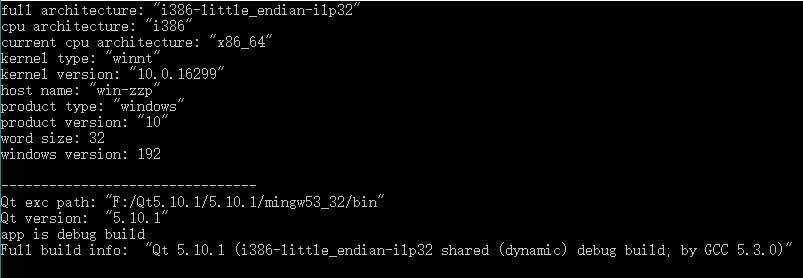 full architecture: "i386-little_endian-ilp32"
cpu architecture: "i386"
current cpu architecture: "x86_64"
kernel type: "winnt"
kernel version: "10.0.16299"
host name: "win-zzp"
product type: "windows"
product version: "10"
word size: 32
windows version: 192
--------------------------------
Qt exc path: "F:/Qt5.10.1/5.10.1/mingw53_32/bin"
Qt version:  "5.10.1"
app is debug build
Full build info:  "Qt 5.10.1 (i386-little_endian-ilp32 shared (dynamic) debug build; by GCC 5.3.0)"